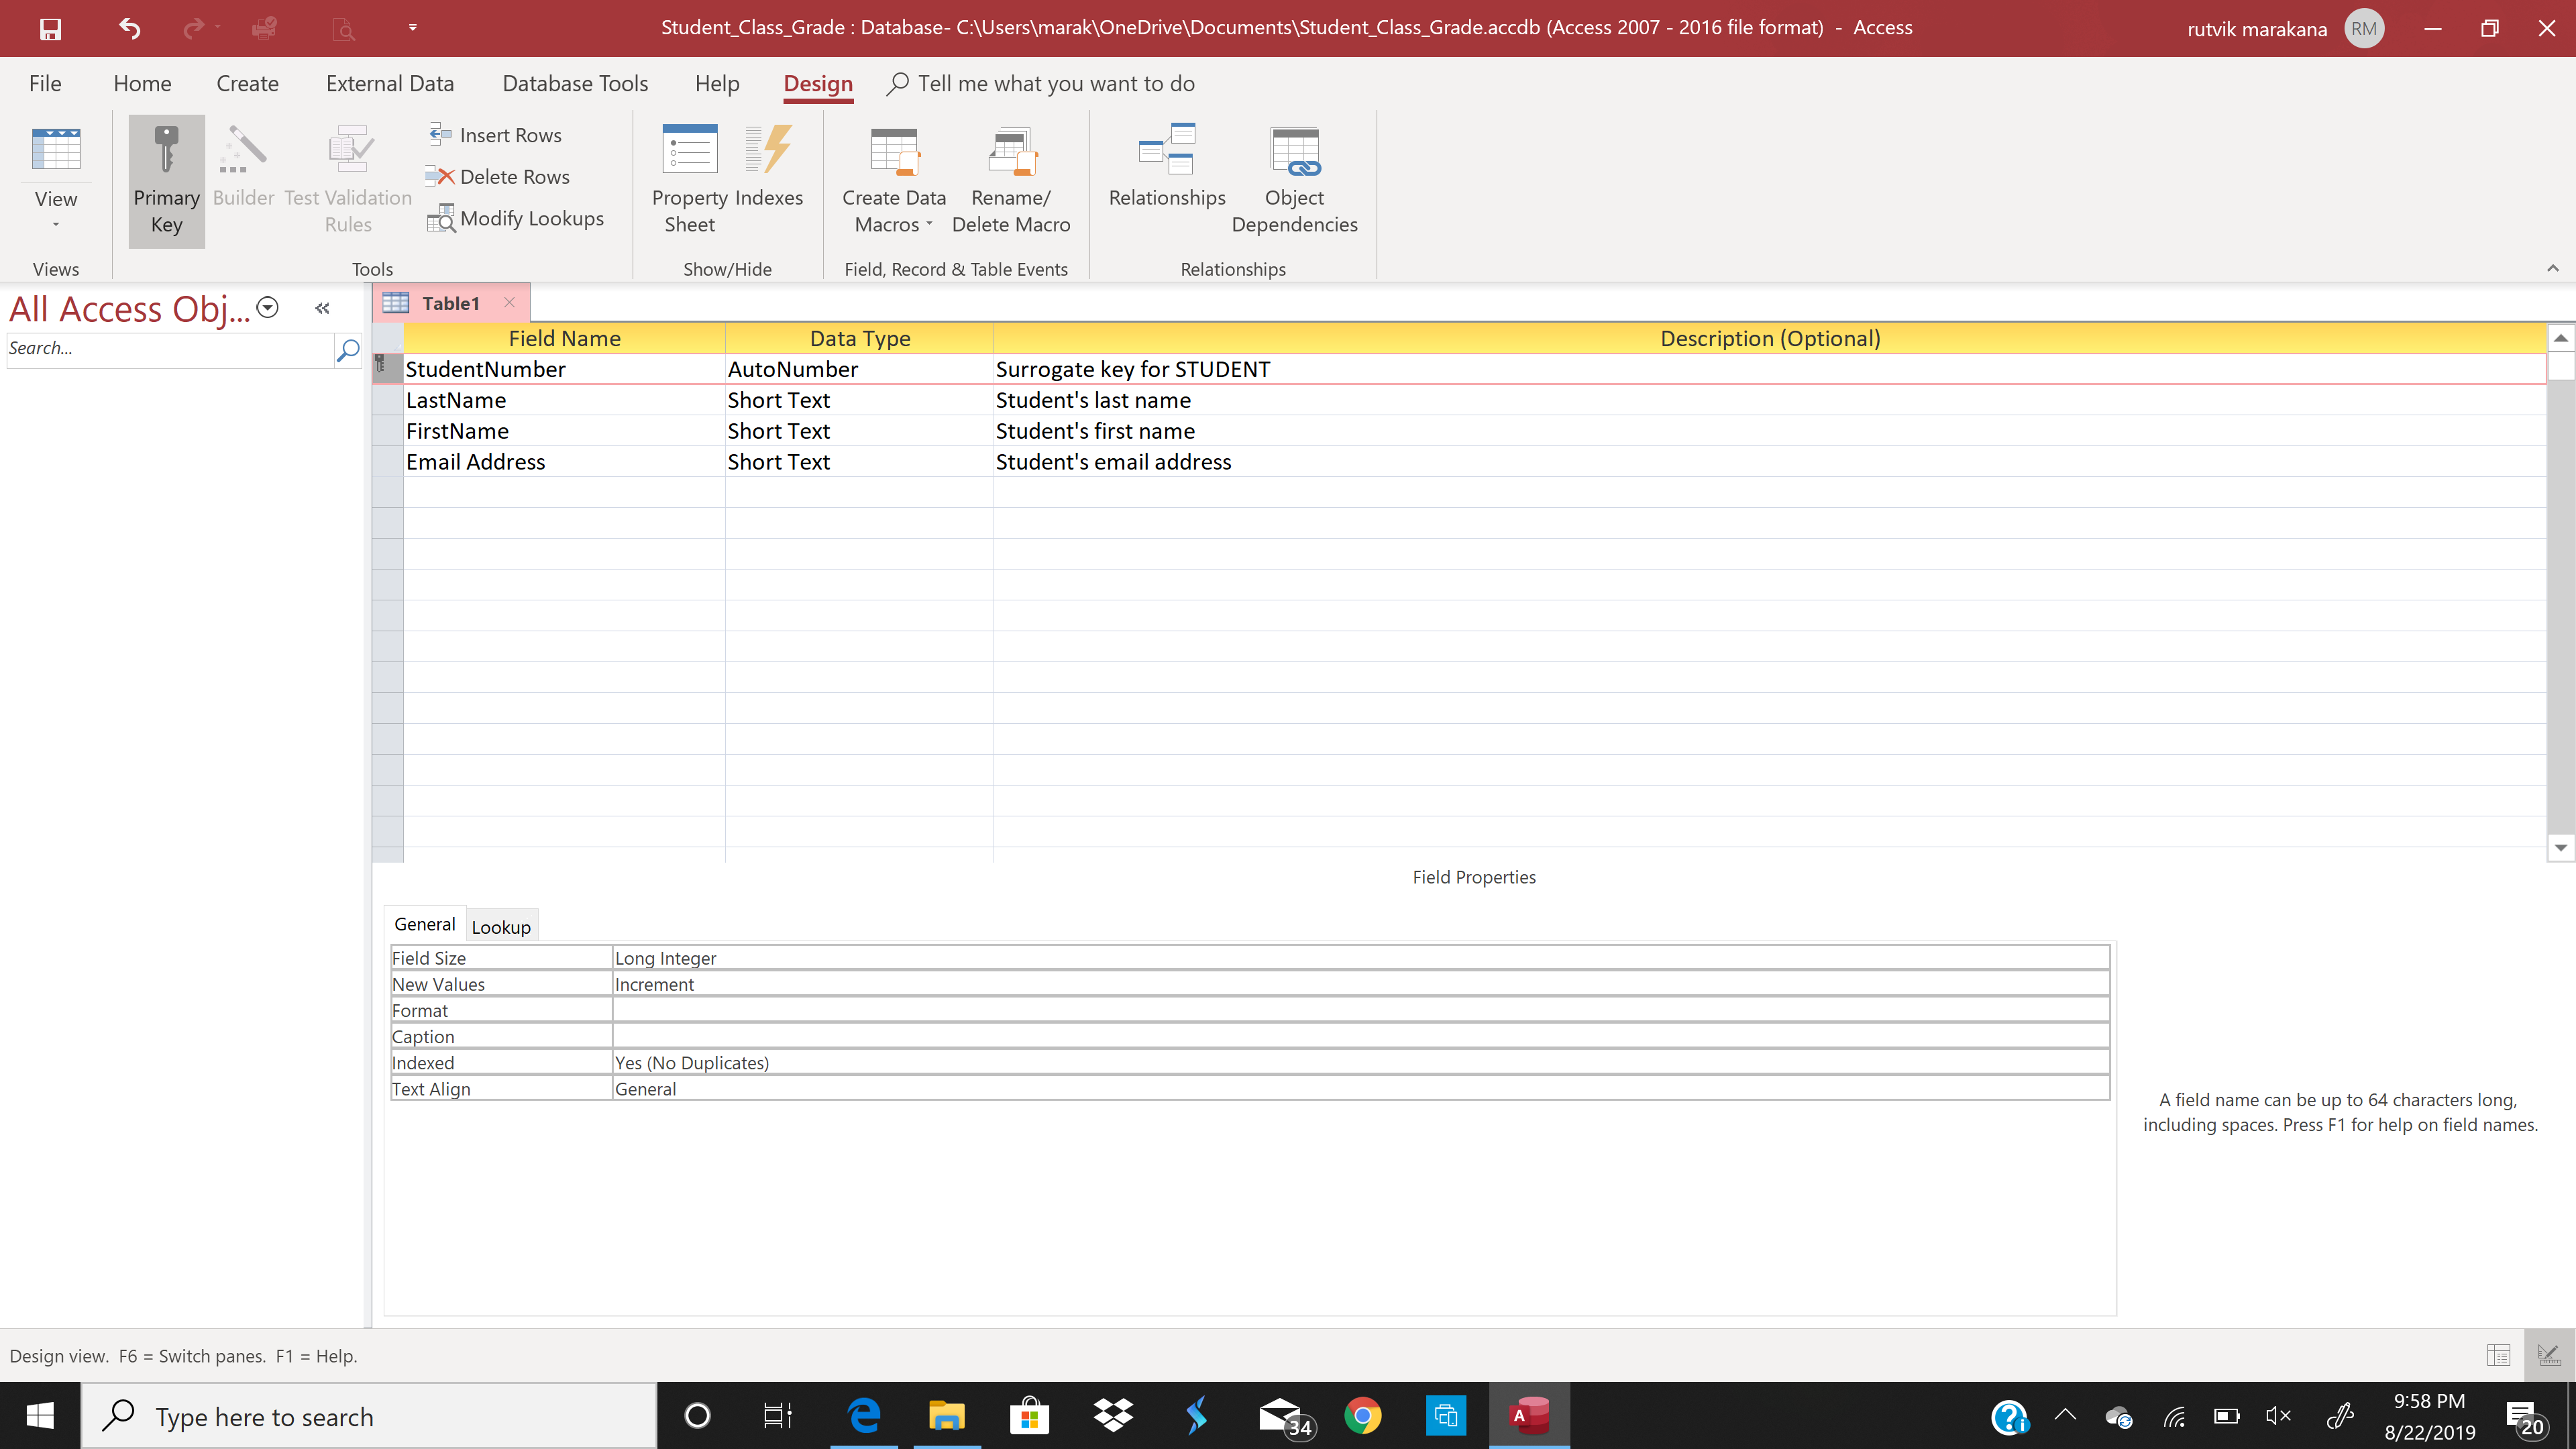 Student_Class_Grade : Database- C:\Users\marak\OneDrive\Documents\Student_Class_Grade.accdb (Access 2007 - 2016 file format) - Access
rutvik marakana RM
File Home Create External Data Database Tools Help Design Tell me what you want to do
View
Primary Key
Builder
Test Validation Rules
Insert Rows
Delete Rows
Modify Lookups
Property Sheet
Indexes
Create Data Macros
Rename/ Delete Macro
Relationships
Object Dependencies
Views Tools Show/Hide Field, Record & Table Events Relationships
All Access Obj...
Search...
Table1
Field Name Data Type Description (Optional)
StudentNumber AutoNumber Surrogate key for STUDENT
LastName Short Text Student's last name
FirstName Short Text Student's first name
Email Address Short Text Student's email address
Field Properties
General Lookup
Field Size Long Integer
New Values Increment
Format
Caption
Indexed Yes (No Duplicates)
Text Align General
A field name can be up to 64 characters long,
including spaces. Press F1 for help on field names.
Design view. F6 = Switch panes. F1 = Help.
Type here to search
34
A
9:58 PM
8/22/2019
20